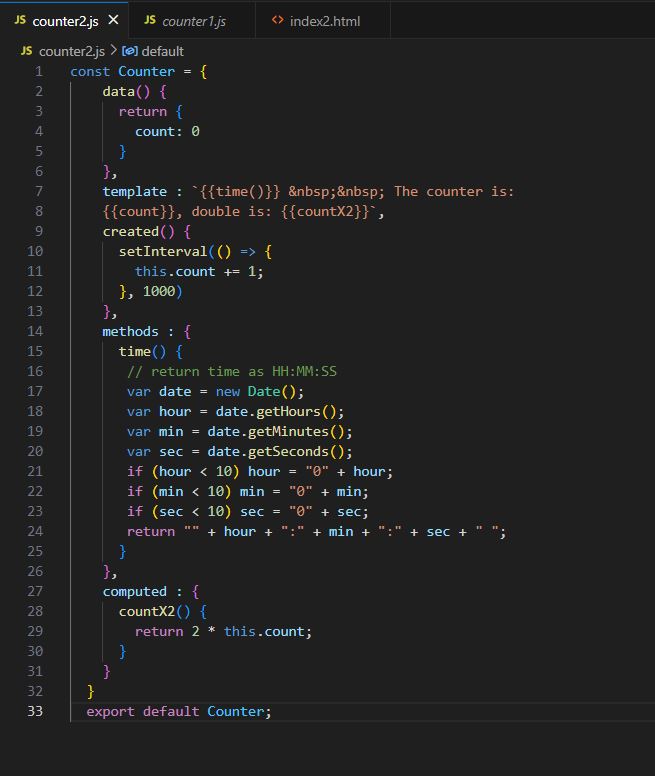 JS counter2.js × JS counter1.js <> index2.html
JS counter2.js > default
1 const Counter = {
2     data() {
3       return {
4         count: 0
5       }
6     },
7     template : `{{time()}} &nbsp;&nbsp; The counter is:
8     {{count}}, double is: {{countX2}}`,
9     created() {
10       setInterval(() => {
11         this.count += 1;
12       }, 1000)
13     },
14     methods : {
15       time() {
16        // return time as HH:MM:SS
17        var date = new Date();
18        var hour = date.getHours();
19        var min = date.getMinutes();
20        var sec = date.getSeconds();
21        if (hour < 10) hour = "0" + hour;
22        if (min < 10) min = "0" + min;
23        if (sec < 10) sec = "0" + sec;
24        return "" + hour + ":" + min + ":" + sec + " ";
25       }
26     },
27     computed : {
28       countX2() {
29         return 2 * this.count;
30       }
31     }
32   }
33   export default Counter;